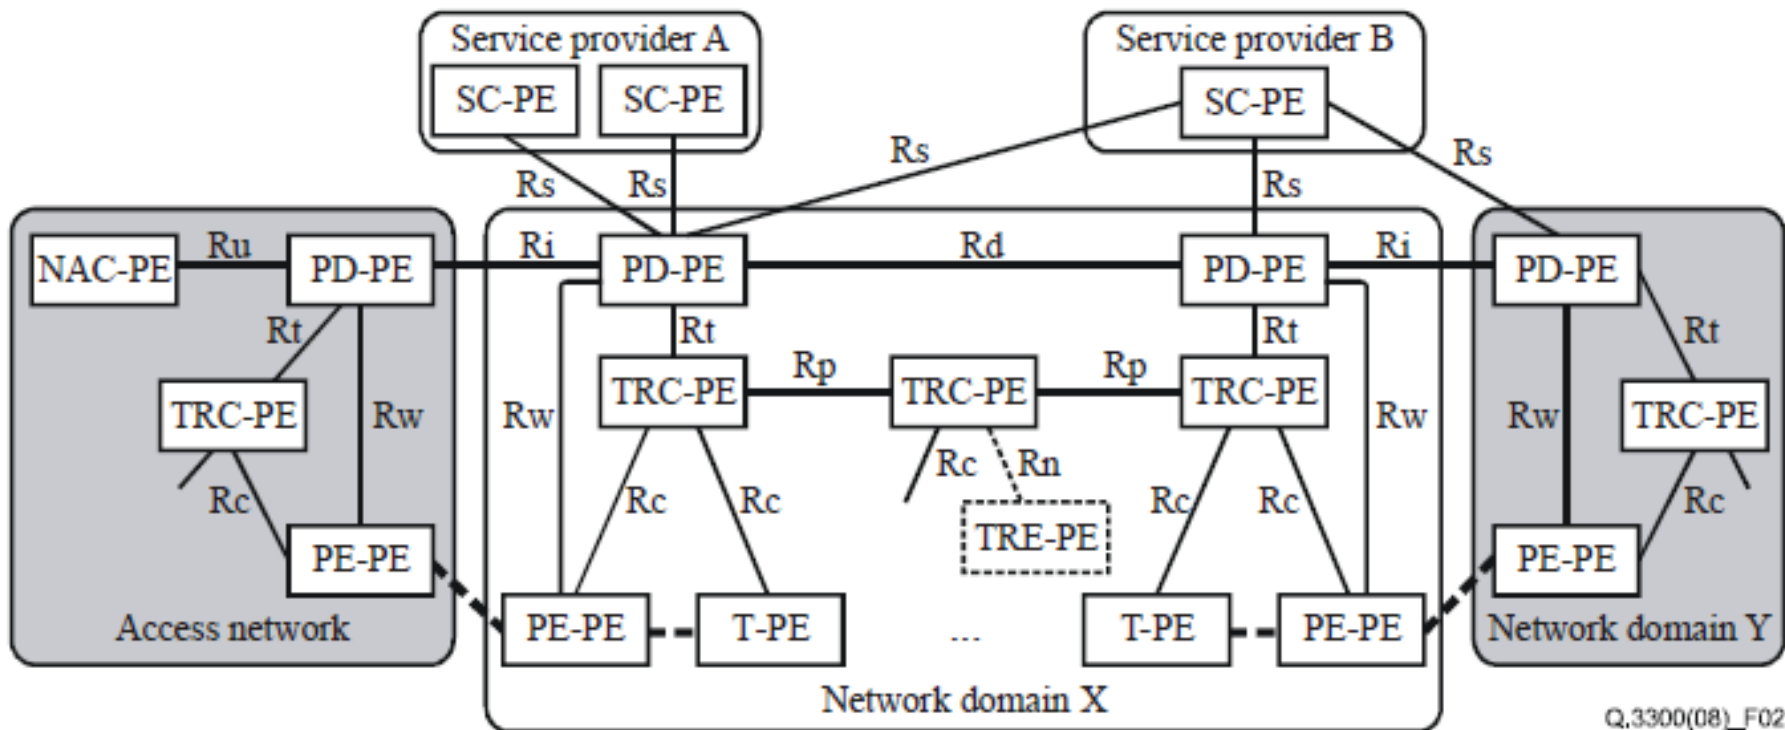 Service provider A
Service provider B
SC-PE
SC-PE
SC-PE
Rs
Rs
Rs
Rs
Rs
NAC-PE
Ru
PD-PE
Ri
PD-PE
Rd
PD-PE
Ri
PD-PE
Rt
Rt
Rt
Rt
TRC-PE
Rw
Rw
TRC-PE
Rp
TRC-PE
Rp
TRC-PE
Rw
Rw
TRC-PE
Rc
Rc
Rc
Rc
Rn
Rc
Rc
Rc
PE-PE
TRE-PE
PE-PE
Access network
PE-PE
T-PE
...
T-PE
PE-PE
Network domain Y
Network domain X
Q.3300(08)_F02